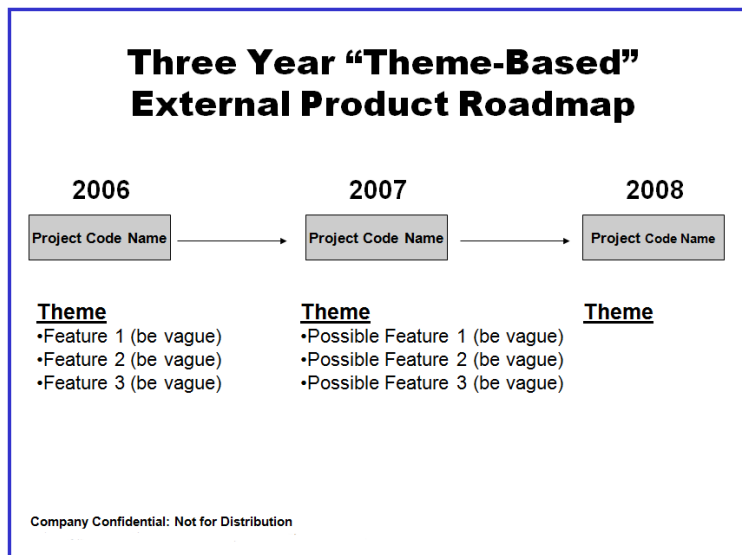 Three Year “Theme-Based”
External Product Roadmap
2006
2007
2008
Project Code Name
Project Code Name
Project Code Name
Theme
•Feature 1 (be vague)
•Feature 2 (be vague)
•Feature 3 (be vague)
Theme
•Possible Feature 1 (be vague)
•Possible Feature 2 (be vague)
•Possible Feature 3 (be vague)
Theme
Company Confidential: Not for Distribution